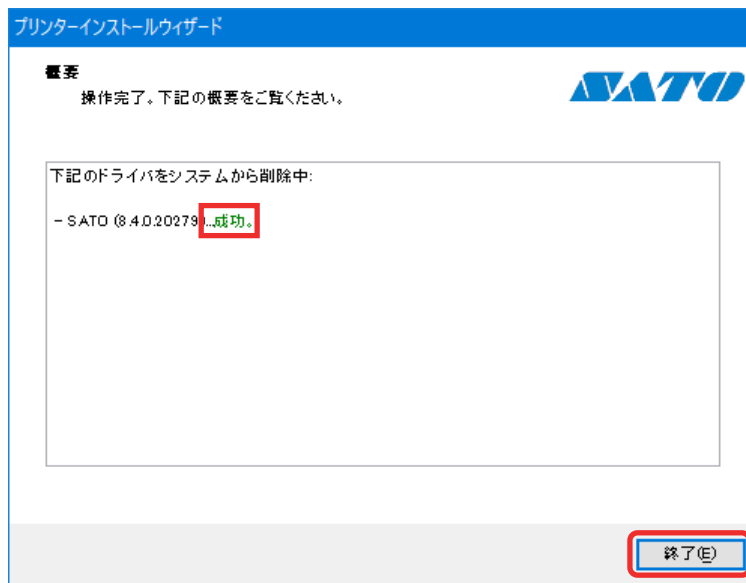 プリンターインストールウィザード
概要
操作完了。下記の概要をご覧ください。
SATO
下記のドライバをシステムから削除中:
- SATO (8.4.0.20279)...成功。
終了(E)